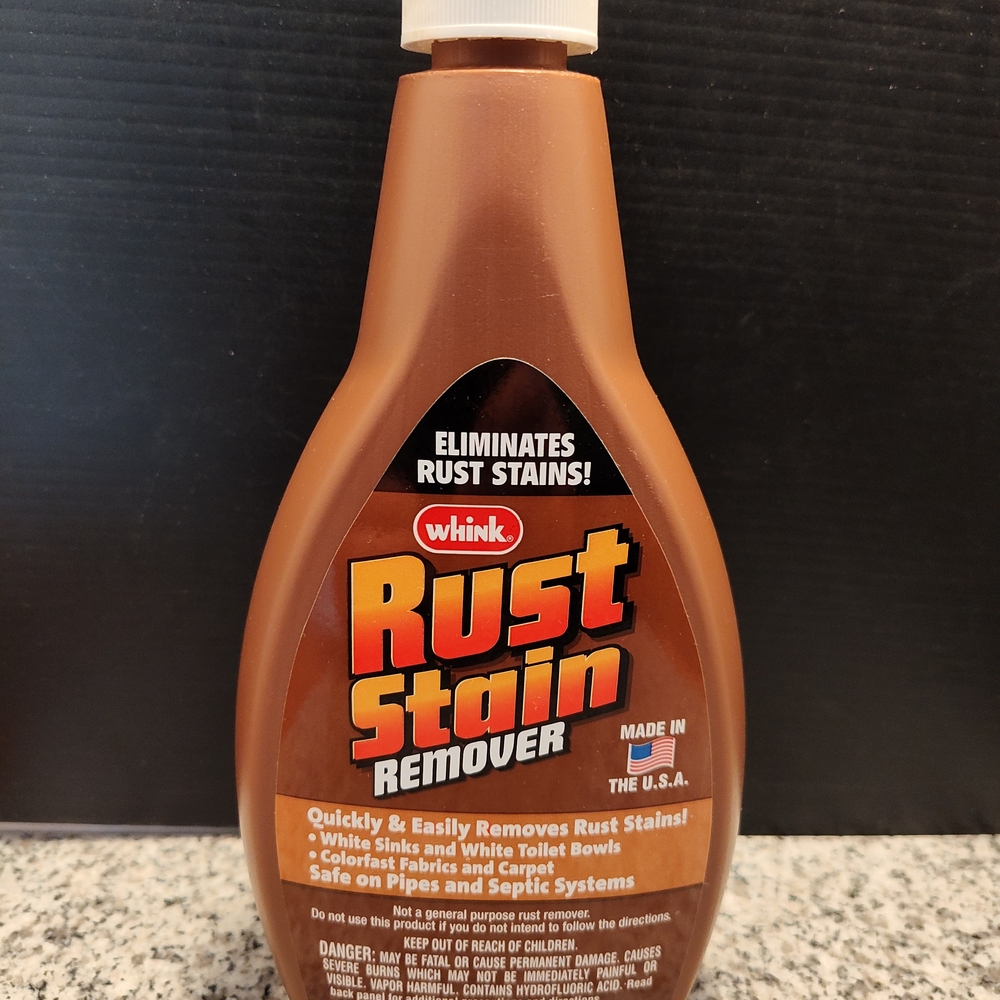 ELIMINATES
RUST STAINS!
whink®
Rust
Stain
REMOVER
MADE IN
THE U.S.A.
Quickly & Easily Removes Rust Stains!
• White Sinks and White Toilet Bowls
• Colorfast Fabrics and Carpet
Safe on Pipes and Septic Systems
Not a general purpose rust remover.
Do not use this product if you do not intend to follow the directions.
KEEP OUT OF REACH OF CHILDREN.
DANGER: MAY BE FATAL OR CAUSE PERMANENT DAMAGE. CAUSES
SEVERE BURNS WHICH MAY NOT BE IMMEDIATELY PAINFUL OR
VISIBLE. VAPOR HARMFUL. CONTAINS HYDROFLUORIC ACID. Read
back panel for additional and directions.